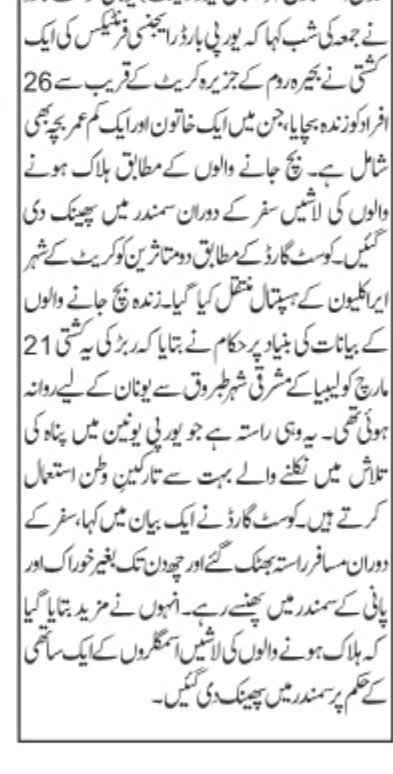 نے جمعہ کی شب کہا کہ یورپی بارڈر ایجنسی فرنٹیکس کی ایک
کشتی نے بحیرہ روم کے جزیرہ کریٹ کے قریب سے 26
افراد کو زندہ بچایا، جن میں ایک خاتون اور ایک کم عمر بچہ بھی
شامل ہے۔ بچ جانے والوں کے مطابق ہلاک ہونے
والوں کی لاشیں سفر کے دوران سمندر میں پھینک دی
گئیں۔ کوسٹ گارڈ کے مطابق دو متاثرین کو کریٹ کے شہر
ایراکلیون کے ہسپتال منتقل کیا گیا۔ زندہ بچ جانے والوں
کے بیانات کی بنیاد پر حکام نے بتایا کہ ربڑ کی یہ کشتی 21
مارچ کو لیبیا کے مشرقی شہر طبروق سے یونان کے لیے روانہ
ہوئی تھی۔ یہ وہی راستہ ہے جو یورپی یونین میں پناہ کی
تلاش میں نکلنے والے بہت سے تارکین وطن استعمال
کرتے ہیں۔ کوسٹ گارڈ نے ایک بیان میں کہا، سفر کے
دوران مسافر راستہ بھٹک گئے اور چھ دن تک بغیر خوراک اور
پانی کے سمندر میں پھنسے رہے۔ انہوں نے مزید بتایا گیا
کہ ہلاک ہونے والوں کی لاشیں اسمگلروں کے ایک ساتھی
کے حکم پر سمندر میں پھینک دی گئیں۔